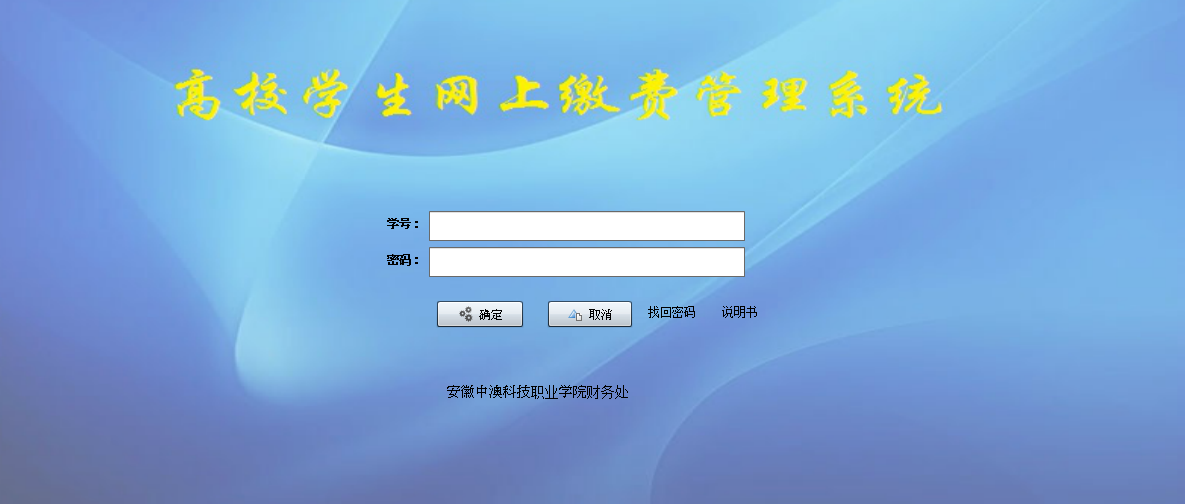 高校学生网上缴费管理系统
学号：
密码：
确定 取消 找回密码 说明书
安徽中澳科技职业学院财务处